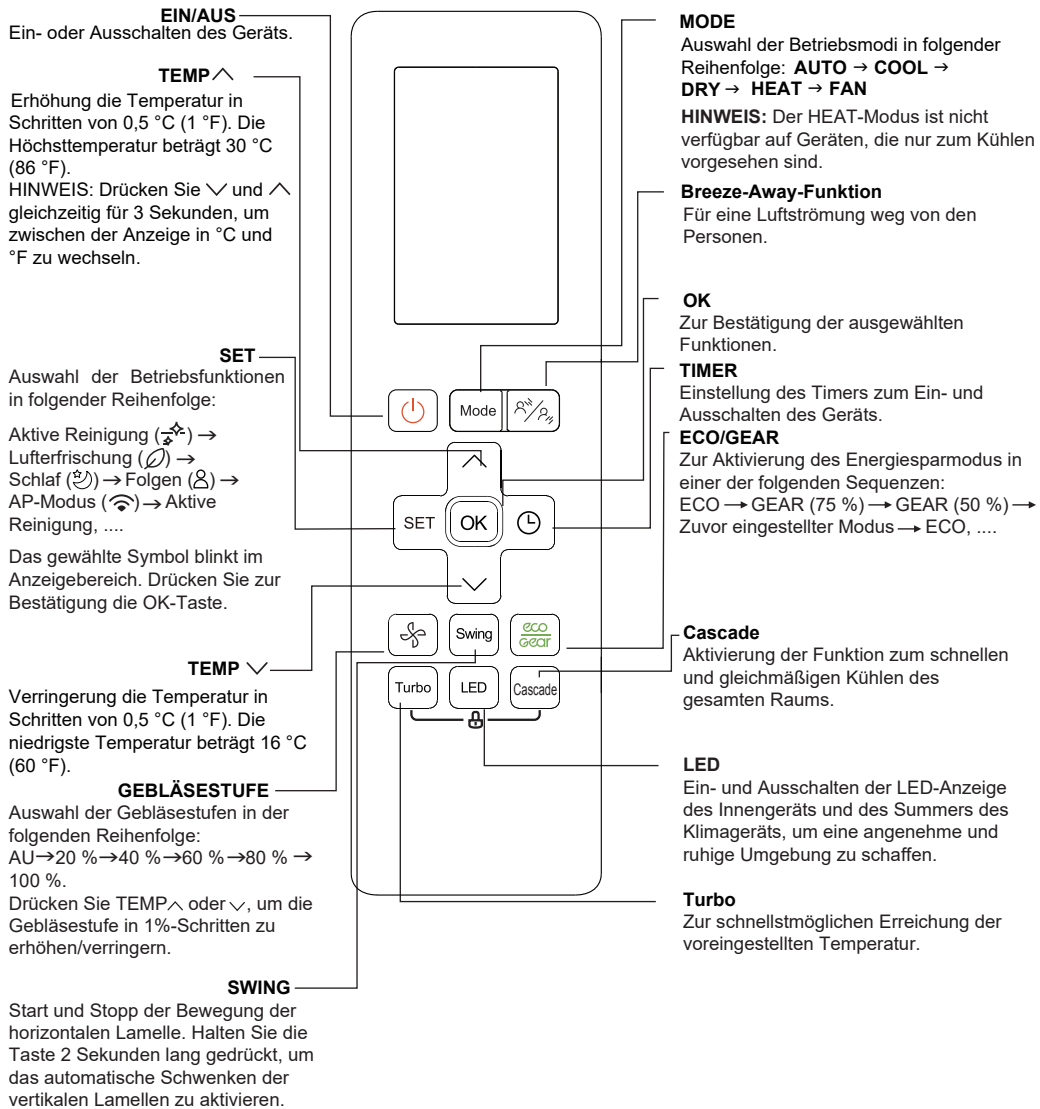 EIN/AUS
Ein- oder Ausschalten des Geräts.
TEMP
Erhöhung die Temperatur in
Schritten von 0,5 °C (1 °F). Die
Höchsttemperatur beträgt 30 °C
(86 °F).
HINWEIS: Drücken Sie ∨ und ∧
gleichzeitig für 3 Sekunden, um
zwischen der Anzeige in °C und
°F zu wechseln.
SET
Auswahl der Betriebsfunktionen
in folgender Reihenfolge:
Aktive Reinigung () →
Lufterfrischung () →
Schlaf () → Folgen () →
AP-Modus () → Aktive
Reinigung, ....
Das gewählte Symbol blinkt im
Anzeigebereich. Drücken Sie zur
Bestätigung die OK-Taste.
TEMP
Verringerung die Temperatur in
Schritten von 0,5 °C (1 °F). Die
niedrigste Temperatur beträgt 16 °C
(60 °F).
GEBLÄSESTUFE
Auswahl der Gebläsestufen in der
folgenden Reihenfolge:
AU→20 %→40 %→60 %→80 % →
100 %.
Drücken Sie TEMP∧ oder ∨, um die
Gebläsestufe in 1%-Schritten zu
erhöhen/verringern.
SWING
Start und Stopp der Bewegung der
horizontalen Lamelle. Halten Sie die
Taste 2 Sekunden lang gedrückt, um
das automatische Schwenken der
vertikalen Lamellen zu aktivieren.
Mode
SET
OK
Swing
eco
gear
Turbo
LED
Cascade
MODE
Auswahl der Betriebsmodi in folgender
Reihenfolge: AUTO → COOL →
DRY → HEAT → FAN
HINWEIS: Der HEAT-Modus ist nicht
verfügbar auf Geräten, die nur zum Kühlen
vorgesehen sind.
Breeze-Away-Funktion
Für eine Luftströmung weg von den
Personen.
OK
Zur Bestätigung der ausgewählten
Funktionen.
TIMER
Einstellung des Timers zum Ein- und
Ausschalten des Geräts.
ECO/GEAR
Zur Aktivierung des Energiesparmodus in
einer der folgenden Sequenzen:
ECO → GEAR (75 %) → GEAR (50 %) →
Zuvor eingestellter Modus → ECO, ....
Cascade
Aktivierung der Funktion zum schnellen
und gleichmäßigen Kühlen des
gesamten Raums.
LED
Ein- und Ausschalten der LED-Anzeige
des Innengeräts und des Summers des
Klimageräts, um eine angenehme und
ruhige Umgebung zu schaffen.
Turbo
Zur schnellstmöglichen Erreichung der
voreingestellten Temperatur.